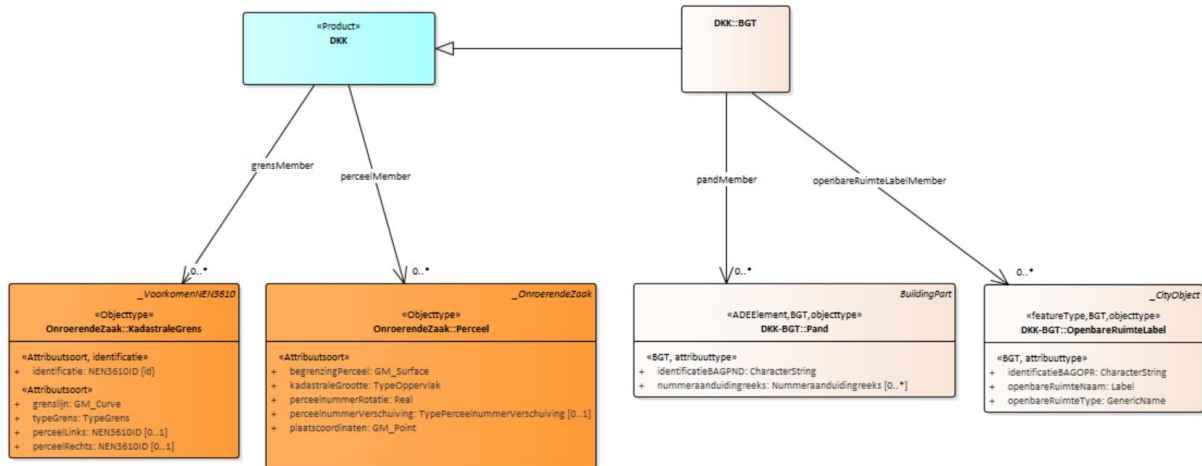 «Product»
DKK
DKK::BGT
grensMember
perceelMember
pandMember
openbareRuimteLabelMember
0..*
0..*
0..*
0..*
_VoorkomenNEN3610
«Objecttype»
OnroerendeZaak::KadastraleGrens
«Attribuutsoort, identificatie»
+ identificatie: NEN3610ID {id}
«Attribuutsoort»
+ grenslijn: GM_Curve
+ typeGrens: TypeGrens
+ perceelLinks: NEN3610ID [0..1]
+ perceelRechts: NEN3610ID [0..1]
_OnroerendeZaak
«Objecttype»
OnroerendeZaak::Perceel
«Attribuutsoort»
+ begrenzingPerceel: GM_Surface
+ kadastraleGrootte: TypeOppervlak
+ perceelnummerRotatie: Real
+ perceelnummerVerschuiving: TypePerceelnummerVerschuiving [0..1]
+ plaatscoordinaten: GM_Point
BuildingPart
«ADEElement,BGT,objecttype»
DKK-BGT::Pand
«BGT, attribuuttype»
+ identificatieBAGPND: CharacterString
+ nummeraanduidingreeks: Nummeraanduidingreeks [0..*]
_CityObject
«featureType,BGT,objecttype»
DKK-BGT::OpenbareRuimteLabel
«BGT, attribuuttype»
+ identificatieBAGOPR: CharacterString
+ openbareRuimteNaam: Label
+ openbareRuimteType: GenericName